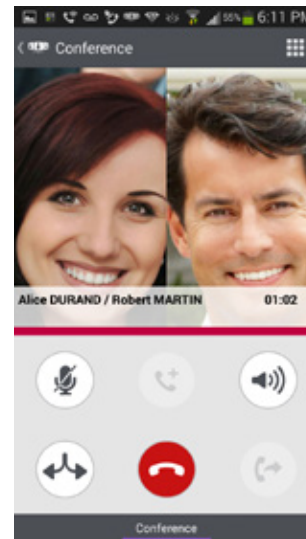 55% 6:11 PM
Conference
Alice DURAND / Robert MARTIN 01:02
Conference